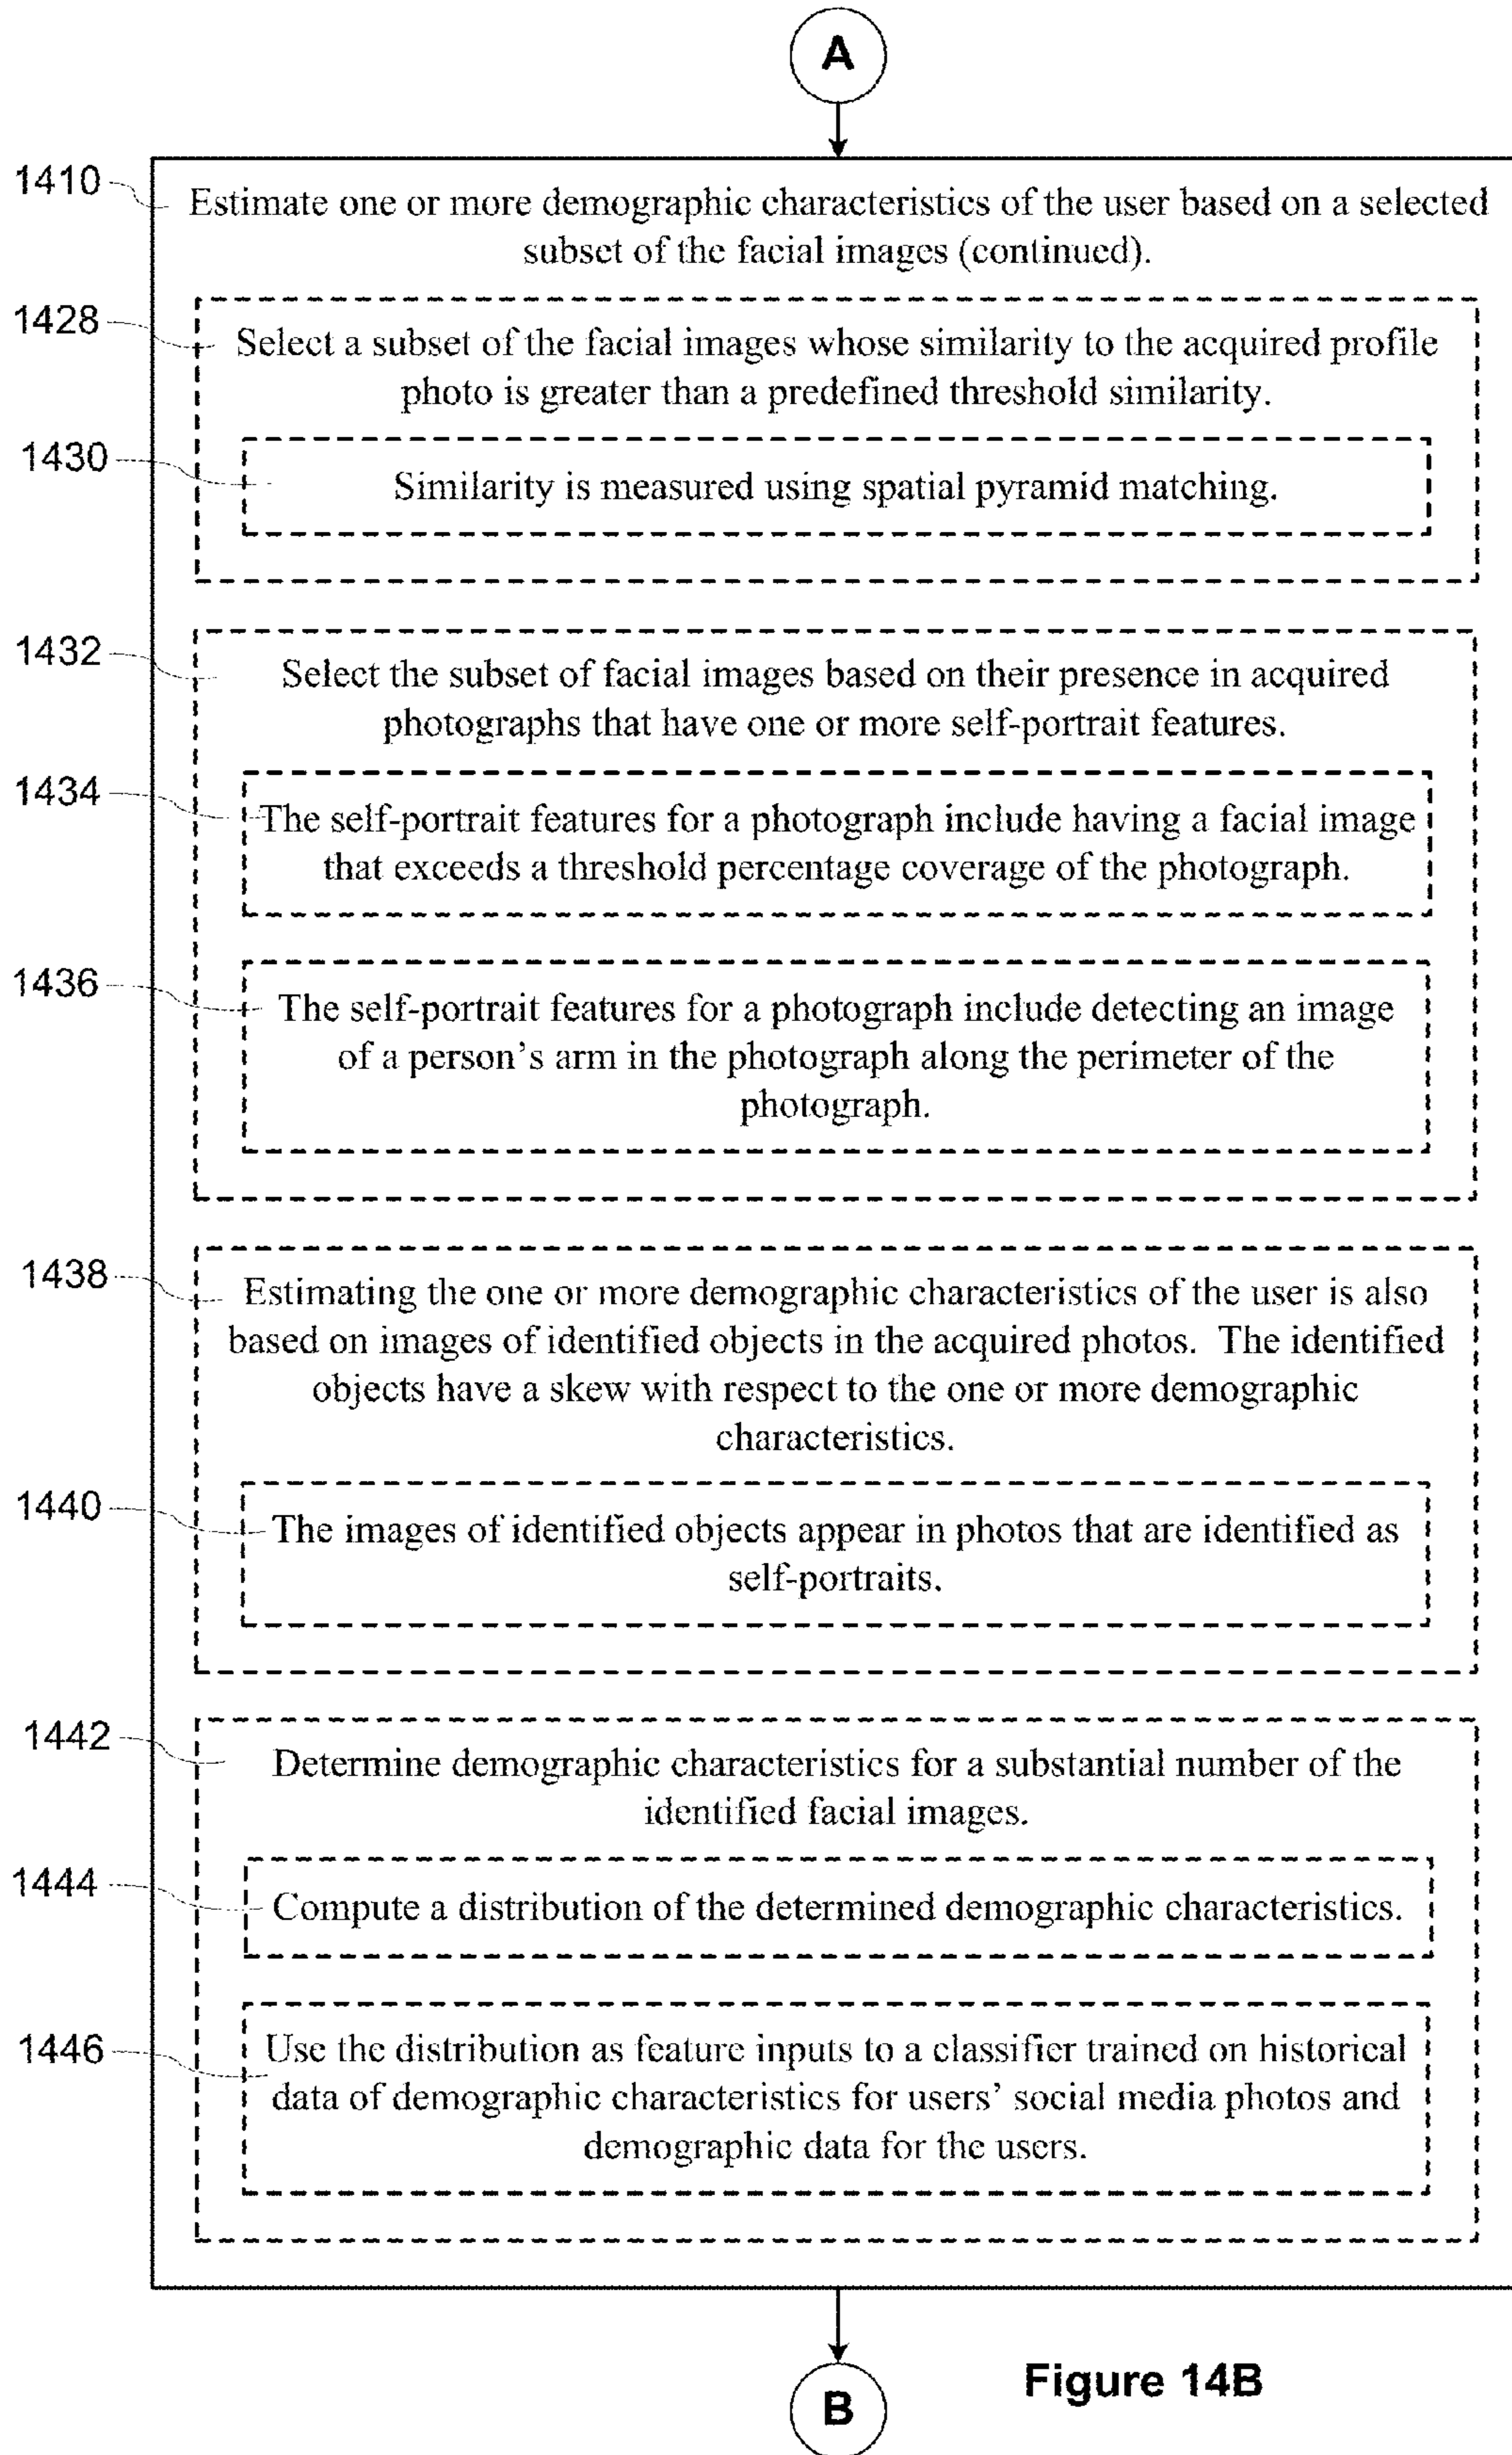 A
1410
Estimate one or more demographic characteristics of the user based on a selected
subset of the facial images (continued).
1428
Select a subset of the facial images whose similarity to the acquired profile
photo is greater than a predefined threshold similarity.
1430
Similarity is measured using spatial pyramid matching.
1432
Select the subset of facial images based on their presence in acquired
photographs that have one or more self-portrait features.
1434
The self-portrait features for a photograph include having a facial image
that exceeds a threshold percentage coverage of the photograph.
1436
The self-portrait features for a photograph include detecting an image
of a person's arm in the photograph along the perimeter of the
photograph.
1438
Estimating the one or more demographic characteristics of the user is also
based on images of identified objects in the acquired photos. The identified
objects have a skew with respect to the one or more demographic
characteristics.
1440
The images of identified objects appear in photos that are identified as
self-portraits.
1442
Determine demographic characteristics for a substantial number of the
identified facial images.
1444
Compute a distribution of the determined demographic characteristics.
1446
Use the distribution as feature inputs to a classifier trained on historical
data of demographic characteristics for users' social media photos and
demographic data for the users.
B
Figure 14B